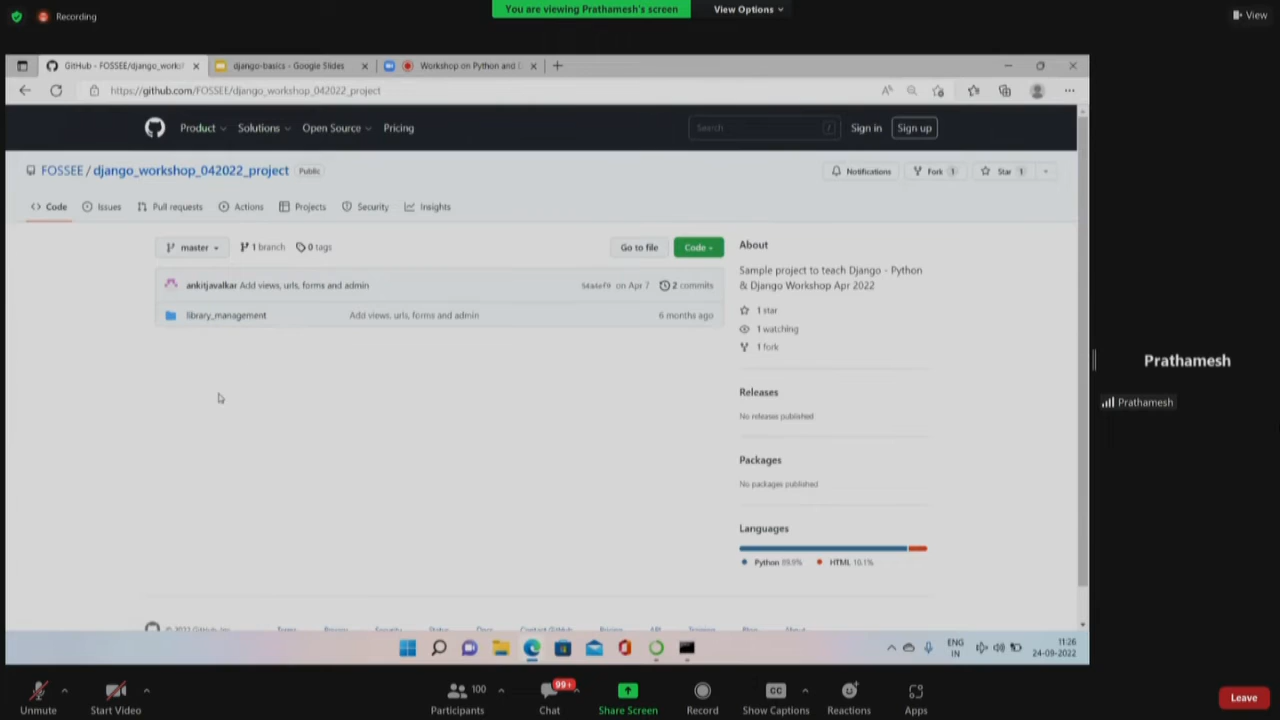 Recording
You are viewing Prathamesh's screen
View Options
View
GitHub - FOSSEE/django_works
django-basics - Google Slides
Workshop on Python and D
https://github.com/FOSSEE/django_workshop_042022_project
Product
Solutions
Open Source
Pricing
Search
/
Sign in
Sign up
FOSSEE / django_workshop_042022_project
Public
Notifications
Fork 1
Star 1
<> Code
Issues
Pull requests
Actions
Projects
Security
Insights
master
1 branch
0 tags
Go to file
Code
About
ankitjavalkar Add views, urls, forms and admin
on Apr 7
2 commits
library_management
Add views, urls, forms and admin
6 months ago
Sample project to teach Django - Python
& Django Workshop Apr 2022
1 star
1 watching
1 fork
Releases
No releases published
Packages
No packages published
Languages
Python 89.9%
HTML 10.1%
Prathamesh
Prathamesh
ENG
IN
11:26
24-09-2022
Unmute
Start Video
100
Participants
99+
Chat
Share Screen
Record
CC
Show Captions
Reactions
Apps
Leave